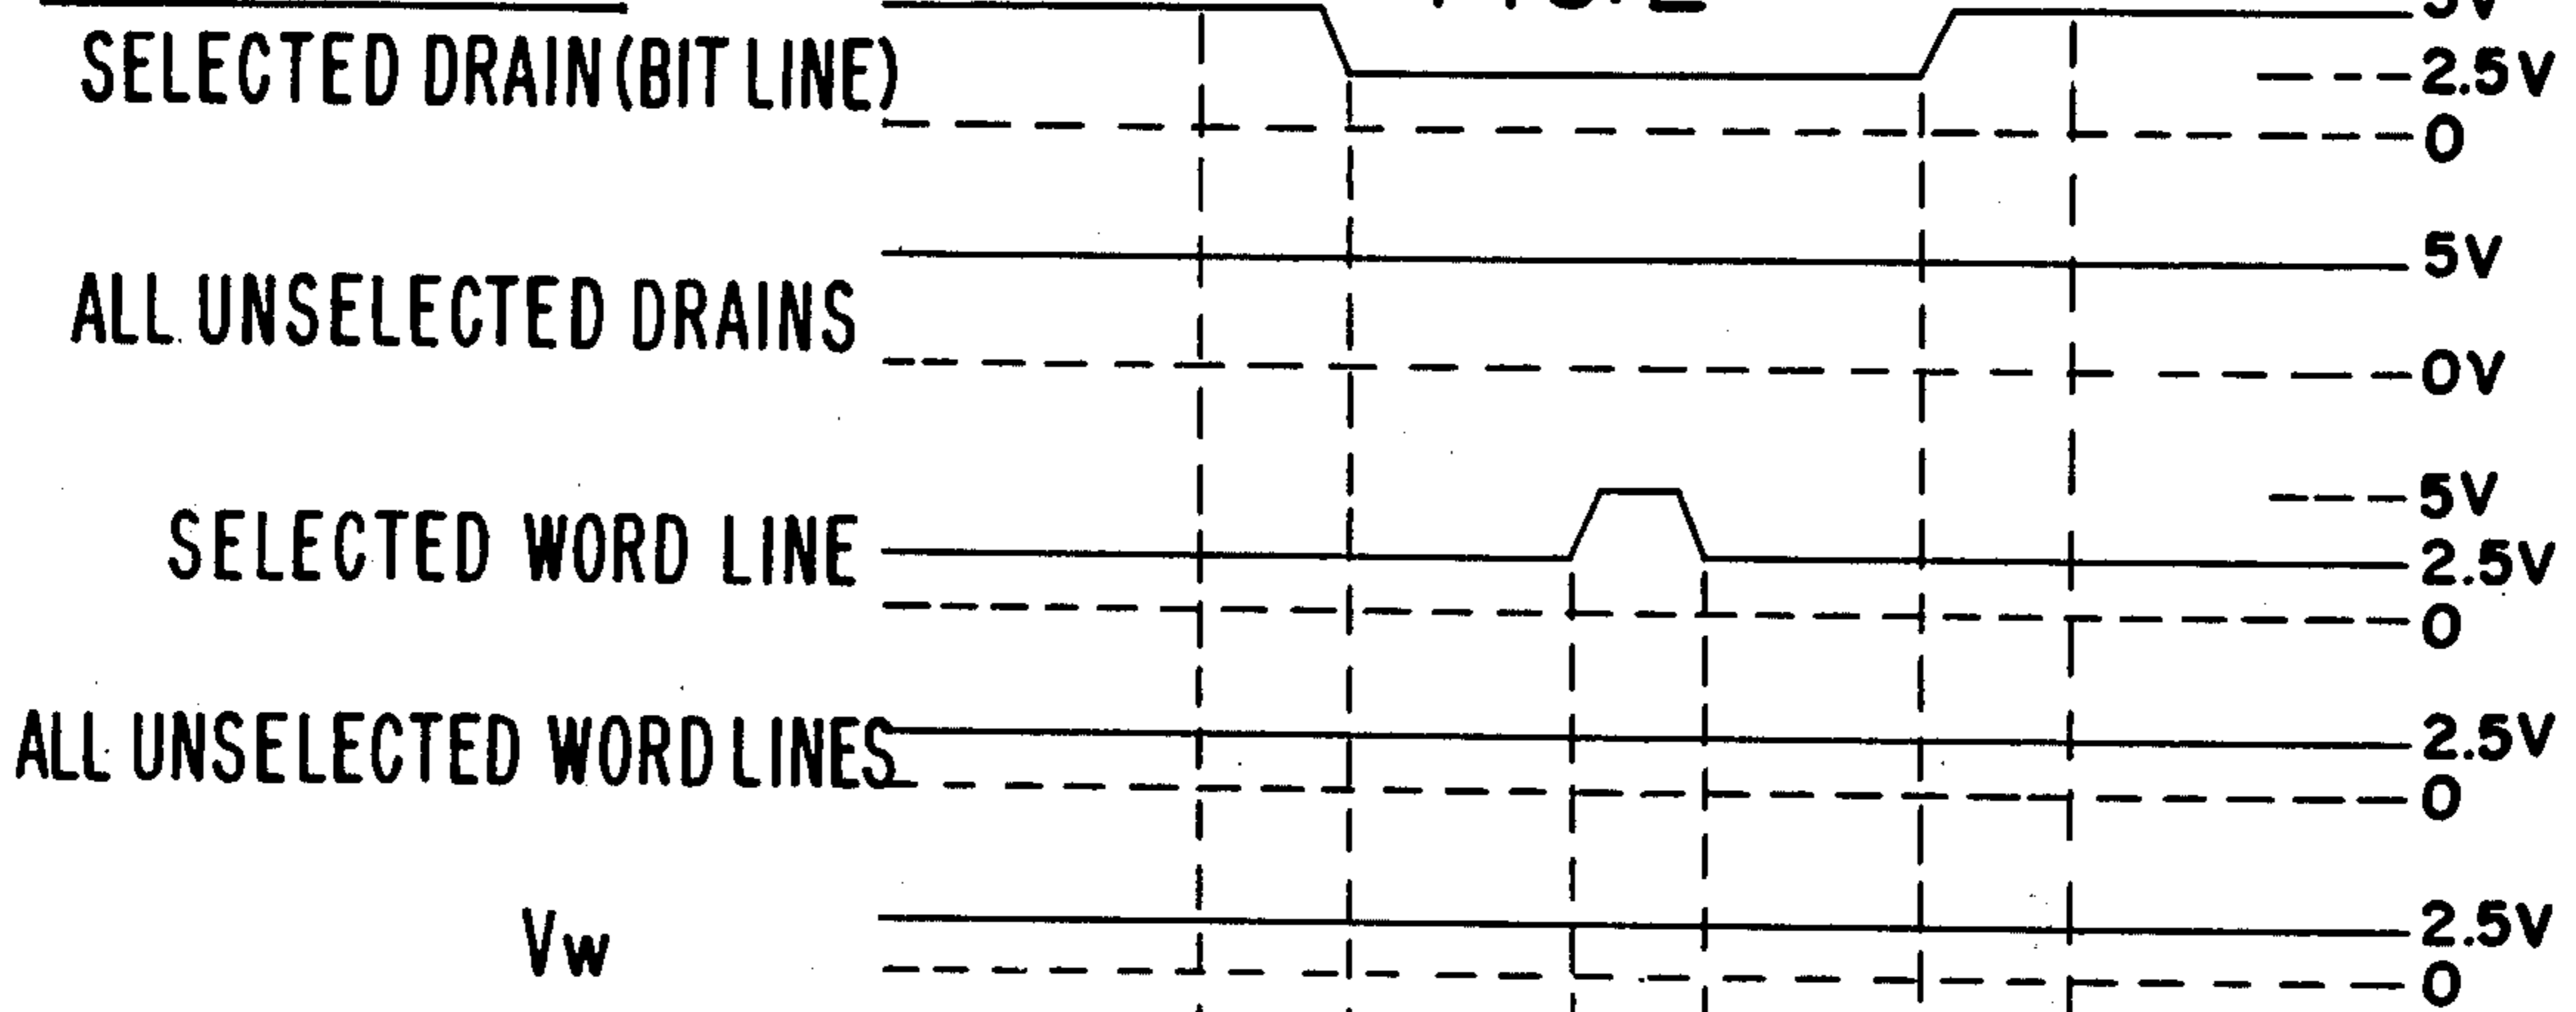 SELECTED DRAIN (BIT LINE)
2.5V
0
ALL UNSELECTED DRAINS
5V
0V
SELECTED WORD LINE
5V
2.5V
0
ALL UNSELECTED WORD LINES
2.5V
0
Vw
2.5V
0